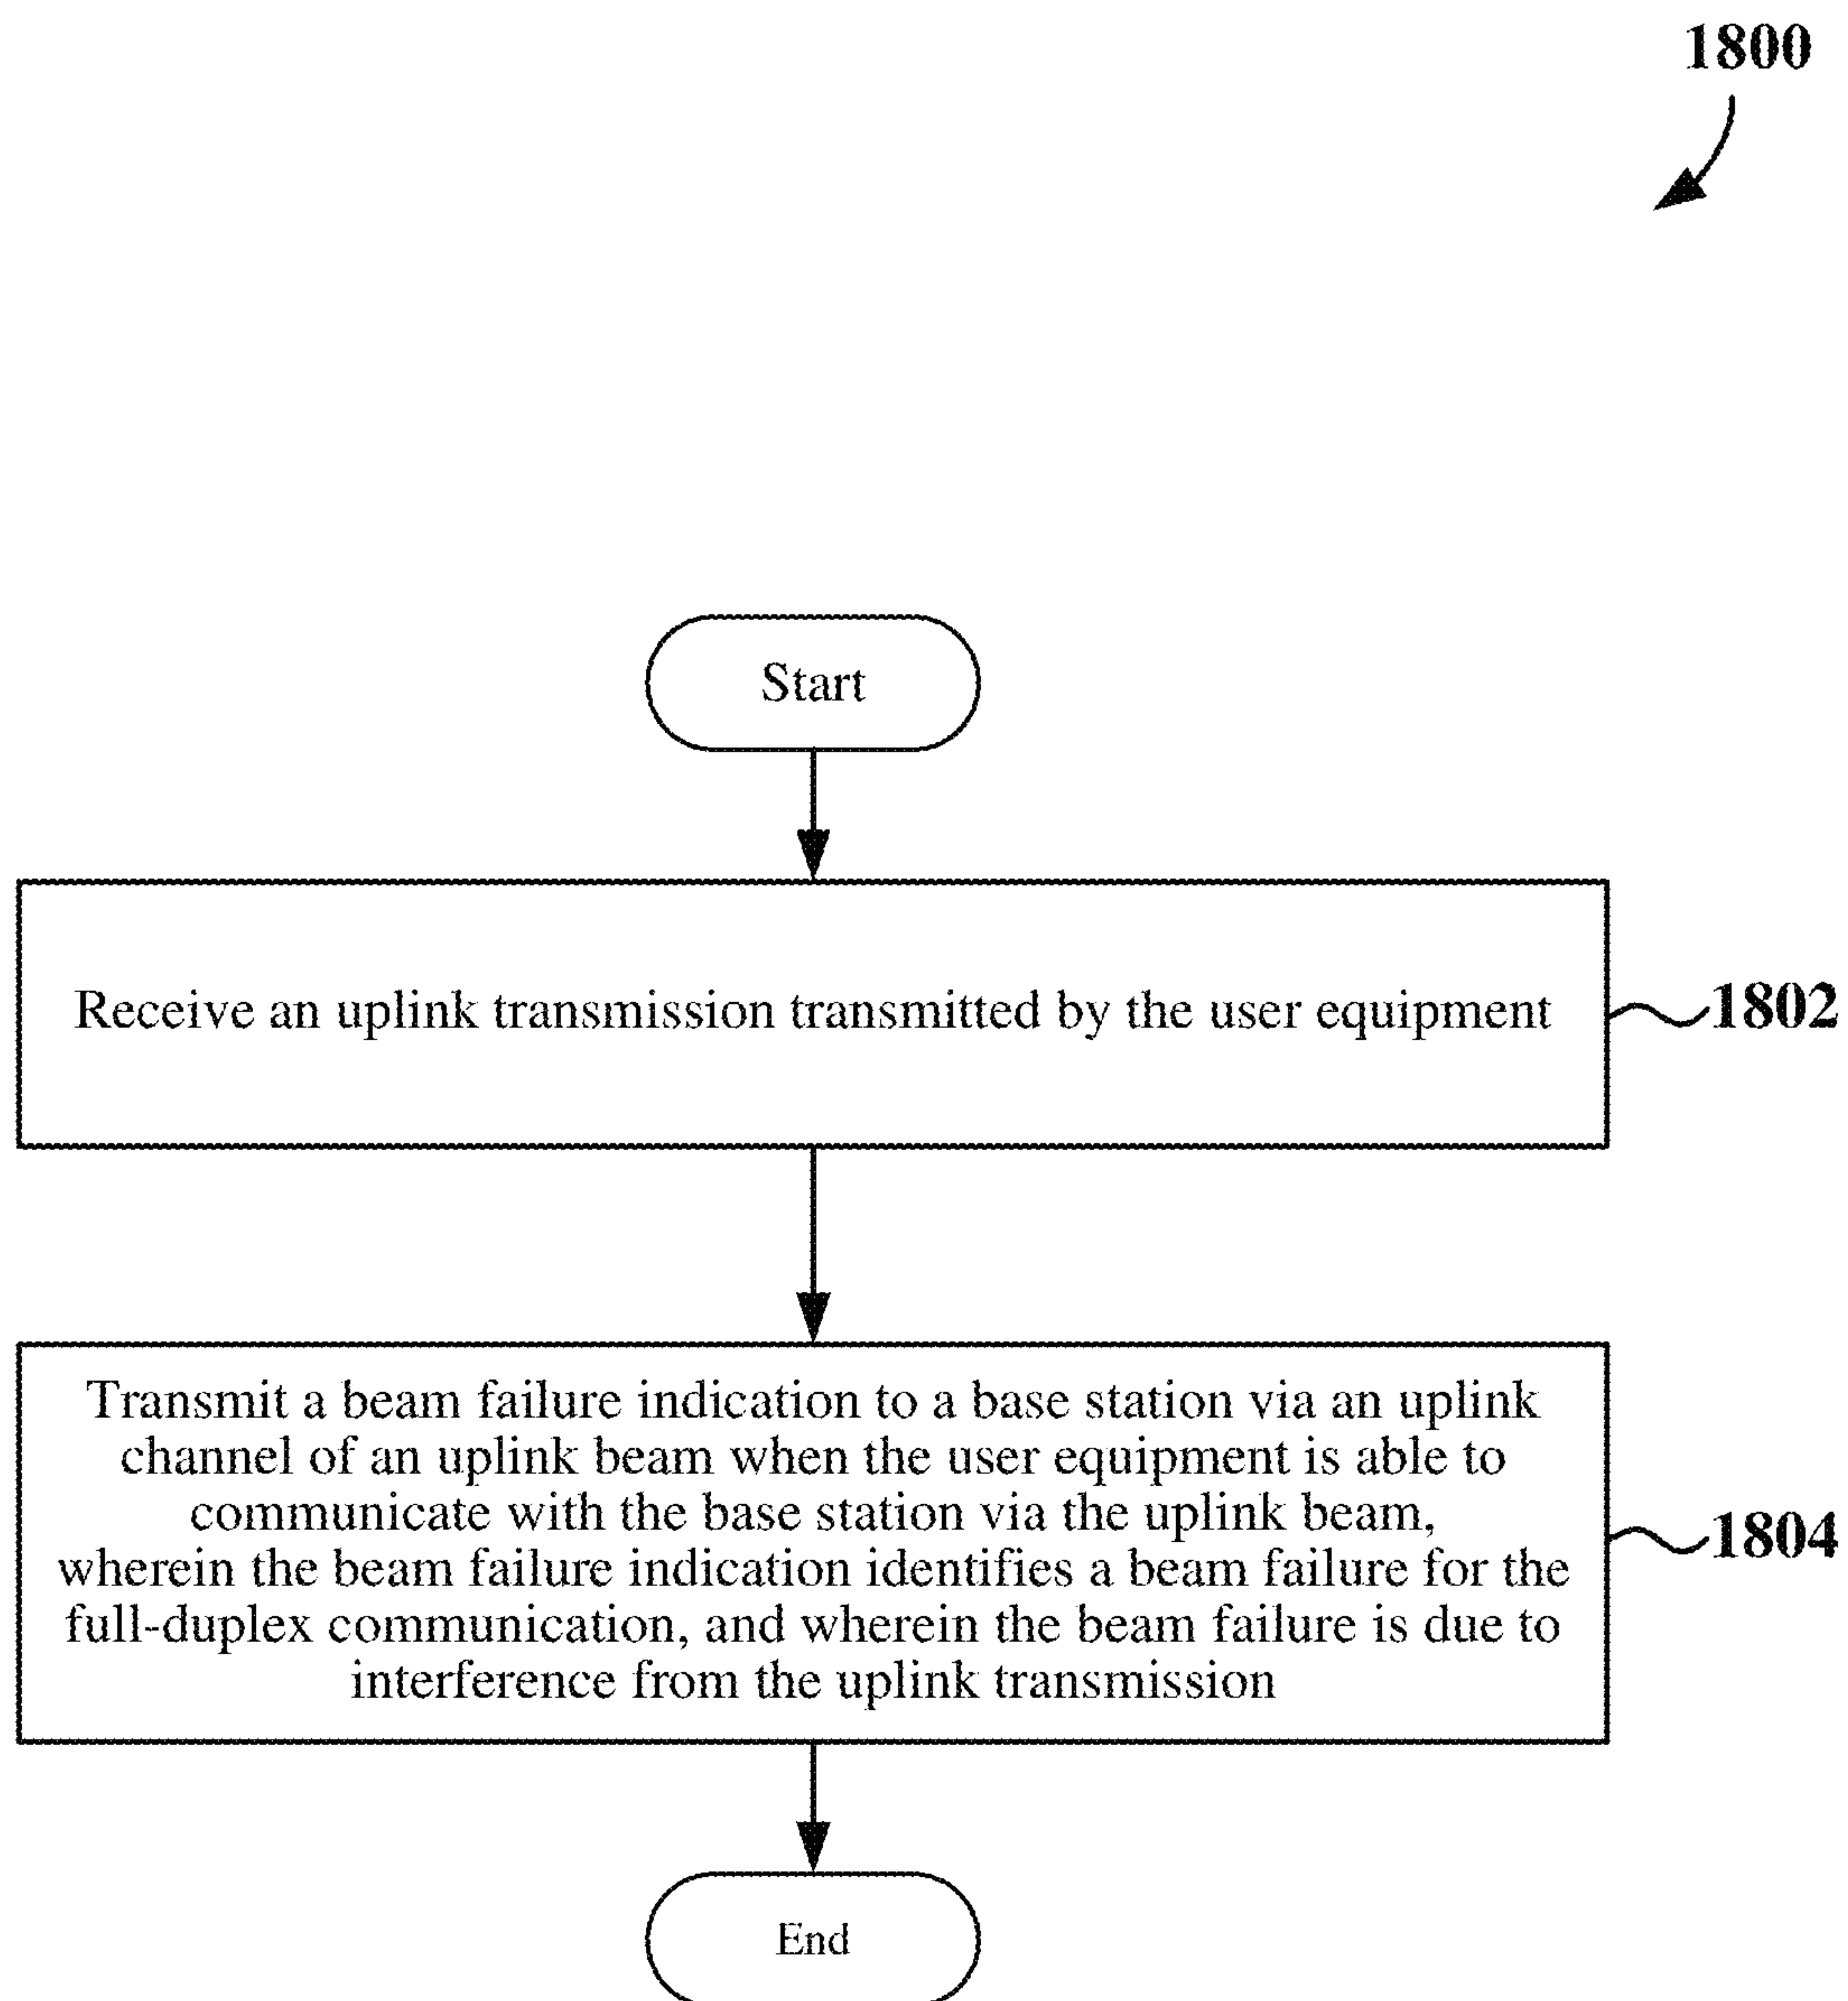 1800
Start
Receive an uplink transmission transmitted by the user equipment
1802
Transmit a beam failure indication to a base station via an uplink
channel of an uplink beam when the user equipment is able to
communicate with the base station via the uplink beam,
wherein the beam failure indication identifies a beam failure for the
full-duplex communication, and wherein the beam failure is due to
interference from the uplink transmission
1804
End